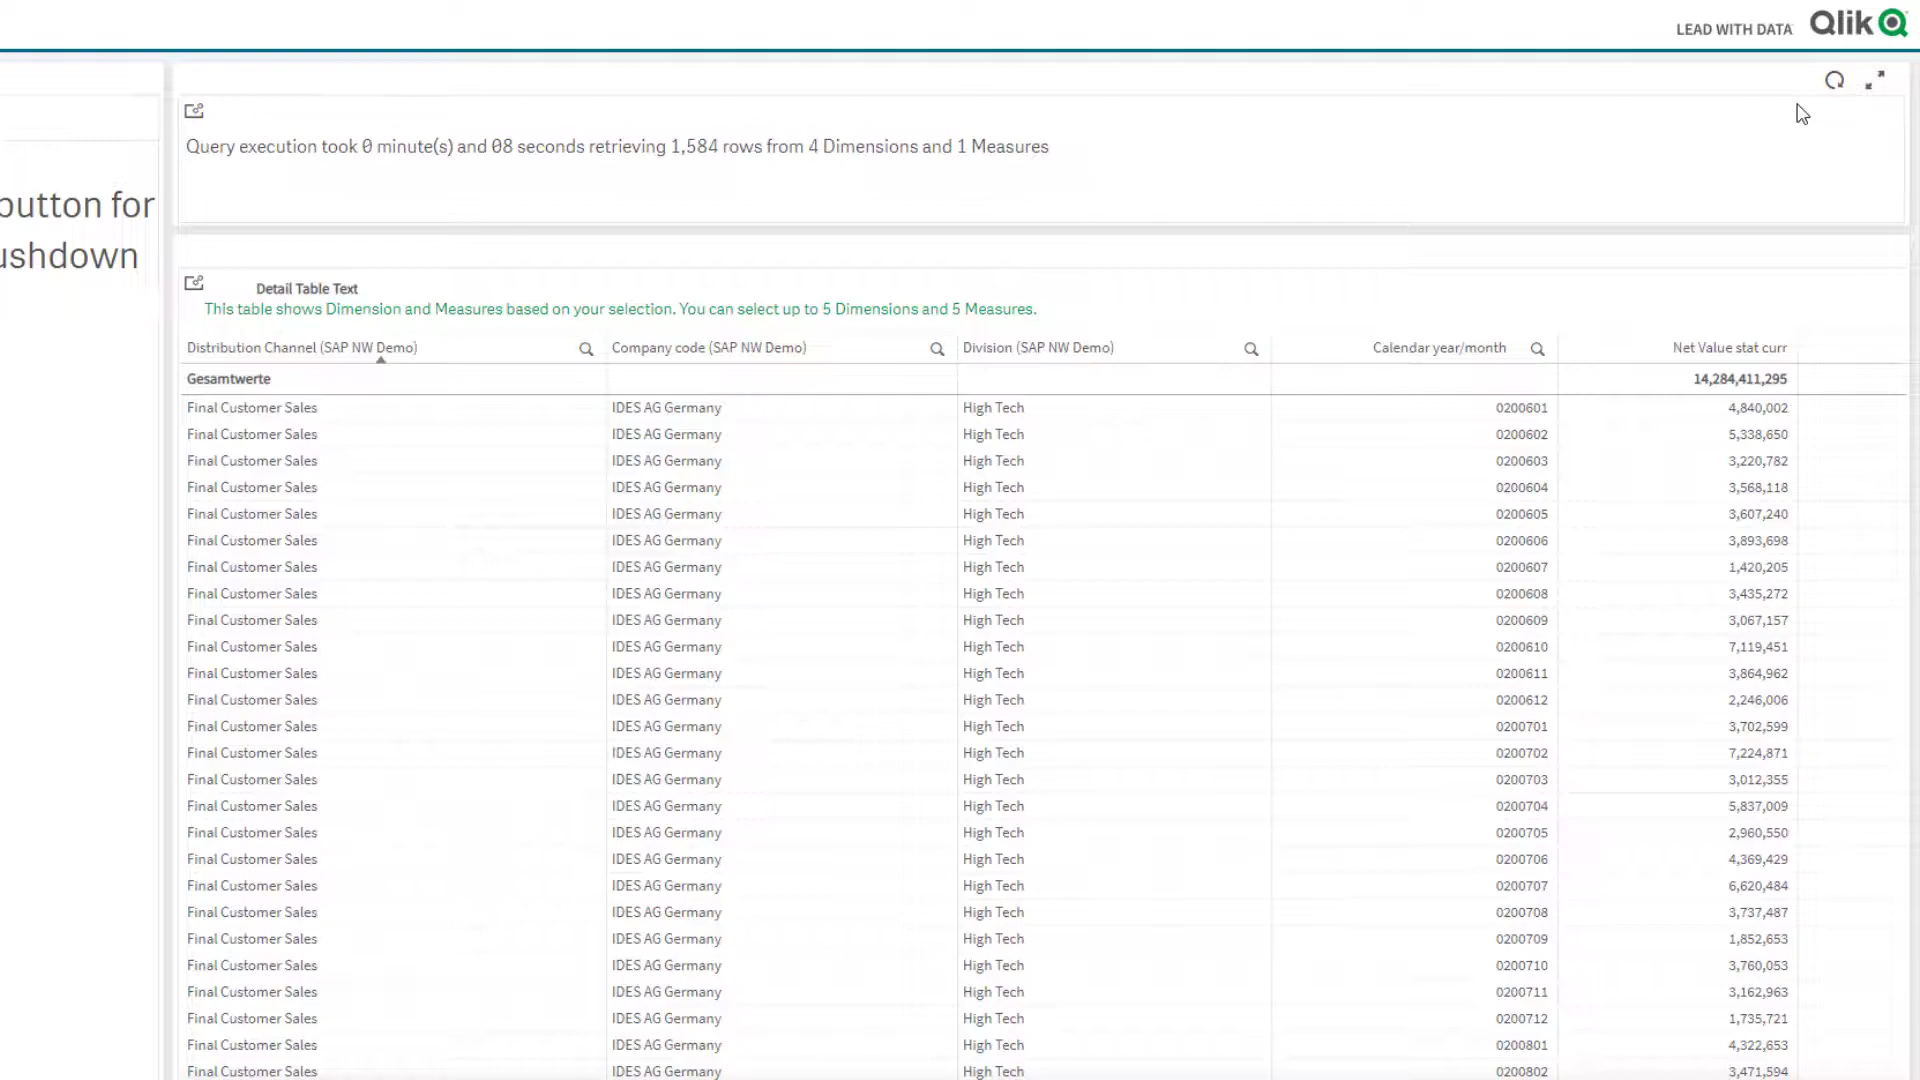 LEAD WITH DATA Qlik
button for
ushdown
Query execution took 0 minute(s) and 08 seconds retrieving 1,584 rows from 4 Dimensions and 1 Measures
Detail Table Text
This table shows Dimension and Measures based on your selection. You can select up to 5 Dimensions and 5 Measures.
Distribution Channel (SAP NW Demo) Company code (SAP NW Demo) Division (SAP NW Demo) Calendar year/month Net Value stat curr
Gesamtwerte 14,284,411,295
Final Customer Sales IDES AG Germany High Tech 0200601 4,840,002
Final Customer Sales IDES AG Germany High Tech 0200602 5,338,650
Final Customer Sales IDES AG Germany High Tech 0200603 3,220,782
Final Customer Sales IDES AG Germany High Tech 0200604 3,568,118
Final Customer Sales IDES AG Germany High Tech 0200605 3,607,240
Final Customer Sales IDES AG Germany High Tech 0200606 3,893,698
Final Customer Sales IDES AG Germany High Tech 0200607 1,420,205
Final Customer Sales IDES AG Germany High Tech 0200608 3,435,272
Final Customer Sales IDES AG Germany High Tech 0200609 3,067,157
Final Customer Sales IDES AG Germany High Tech 0200610 7,119,451
Final Customer Sales IDES AG Germany High Tech 0200611 3,864,962
Final Customer Sales IDES AG Germany High Tech 0200612 2,246,006
Final Customer Sales IDES AG Germany High Tech 0200701 3,702,599
Final Customer Sales IDES AG Germany High Tech 0200702 7,224,871
Final Customer Sales IDES AG Germany High Tech 0200703 3,012,355
Final Customer Sales IDES AG Germany High Tech 0200704 5,837,009
Final Customer Sales IDES AG Germany High Tech 0200705 2,960,550
Final Customer Sales IDES AG Germany High Tech 0200706 4,369,429
Final Customer Sales IDES AG Germany High Tech 0200707 6,620,484
Final Customer Sales IDES AG Germany High Tech 0200708 3,737,487
Final Customer Sales IDES AG Germany High Tech 0200709 1,852,653
Final Customer Sales IDES AG Germany High Tech 0200710 3,760,053
Final Customer Sales IDES AG Germany High Tech 0200711 3,162,963
Final Customer Sales IDES AG Germany High Tech 0200712 1,735,721
Final Customer Sales IDES AG Germany High Tech 0200801 4,322,653
Final Customer Sales IDES AG Germany High Tech 0200802 3,471,594